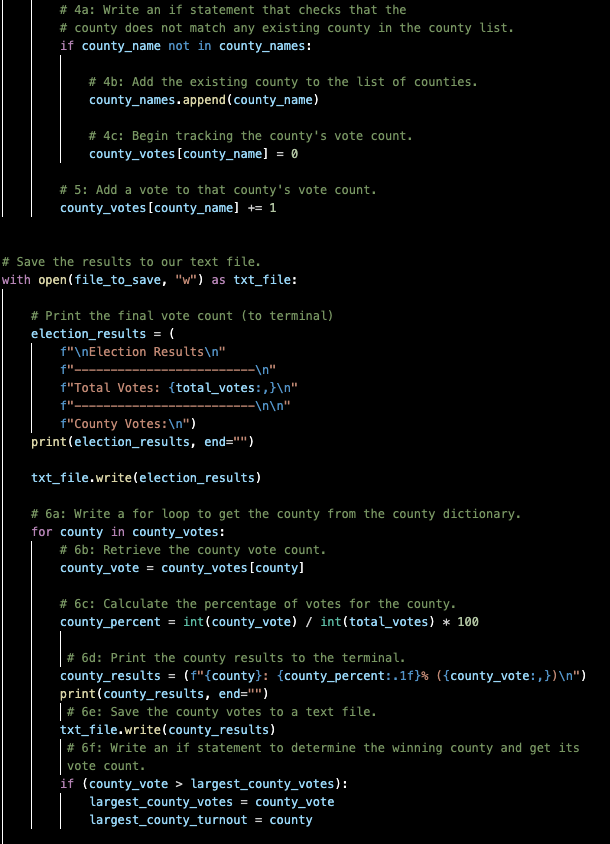 # 4a: Write an if statement that checks that the
# county does not match any existing county in the county list.
if county_name not in county_names:
# 4b: Add the existing county to the list of counties.
county_names.append(county_name)
# 4c: Begin tracking the county's vote count.
county_votes[county_name] = 0
# 5: Add a vote to that county's vote count.
county_votes[county_name] += 1
# Save the results to our text file.
with open(file_to_save, "w") as txt_file:
# Print the final vote count (to terminal)
election_results = (
f"\nElection Results\n"
f"-------------------------\n"
f"Total Votes: {total_votes:,}\n"
f"-------------------------\n\n"
f"County Votes:\n")
print(election_results, end="")
txt_file.write(election_results)
# 6a: Write a for loop to get the county from the county dictionary.
for county in county_votes:
# 6b: Retrieve the county vote count.
county_vote = county_votes[county]
# 6c: Calculate the percentage of votes for the county.
county_percent = int(county_vote) / int(total_votes) * 100
# 6d: Print the county results to the terminal.
county_results = (f"{county}: {county_percent:.1f}% ({county_vote:,})\n")
print(county_results, end="")
# 6e: Save the county votes to a text file.
txt_file.write(county_results)
# 6f: Write an if statement to determine the winning county and get its
vote count.
if (county_vote > largest_county_votes):
largest_county_votes = county_vote
largest_county_turnout = county